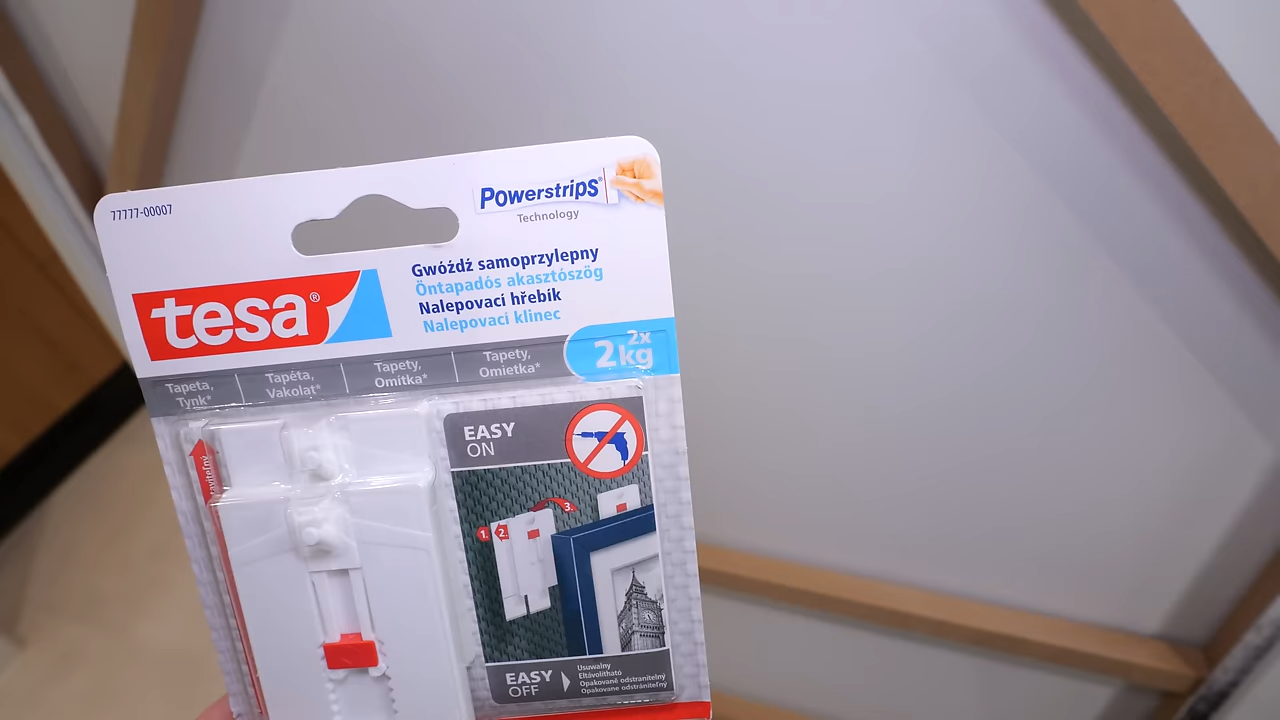 77777-00007
Powerstrips®
Technology
tesa®
Gwóźdź samoprzylepny
Öntapadós akasztószög
Nalepovací hřebík
Nalepovací klinec
2x
2kg
Tapeta,
Tynk*
Tapéta,
Vakolat*
Tapety,
Omítka*
Tapety,
Omietka*
EASY
ON
1.
2.
3.
EASY
OFF
Usuwalny
Eltávolítható
Opakovaně odstranitelný
Opakovane odstrániteľný